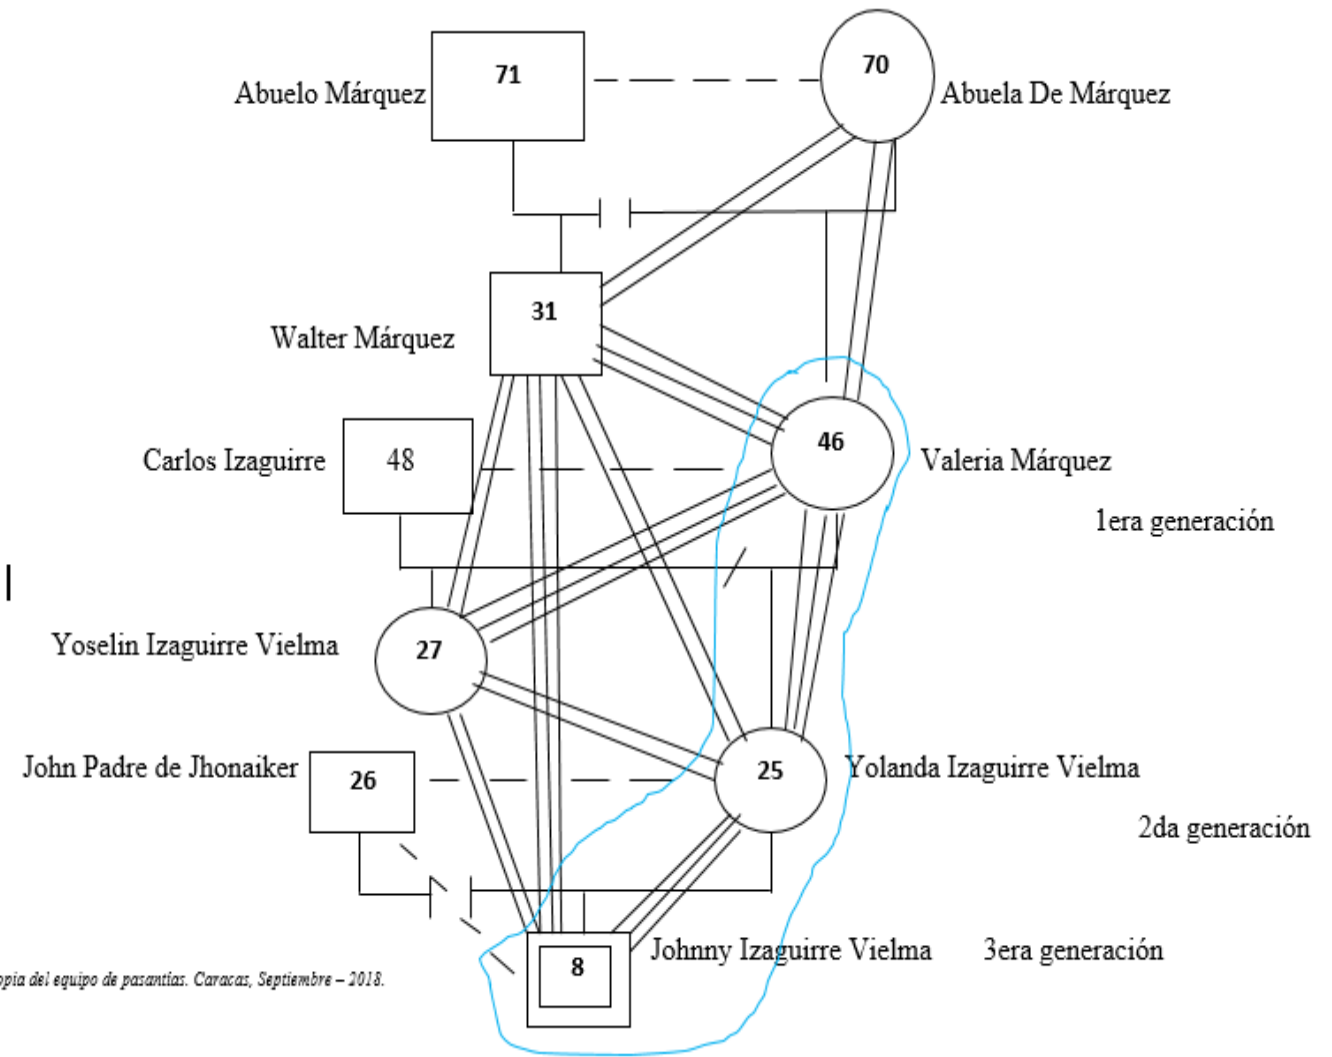 71
70
Abuelo Márquez
Abuela De Márquez
31
Walter Márquez
46
Carlos Izaguirre
48
Valeria Márquez
1era generación
Yoselin Izaguirre Vielma
27
John Padre de Jhonaiker
26
25
Yolanda Izaguirre Vielma
2da generación
8
Johnny Izaguirre Vielma
3era generación
del equipo de pasantías. Caracas, Septiembre – 2018.